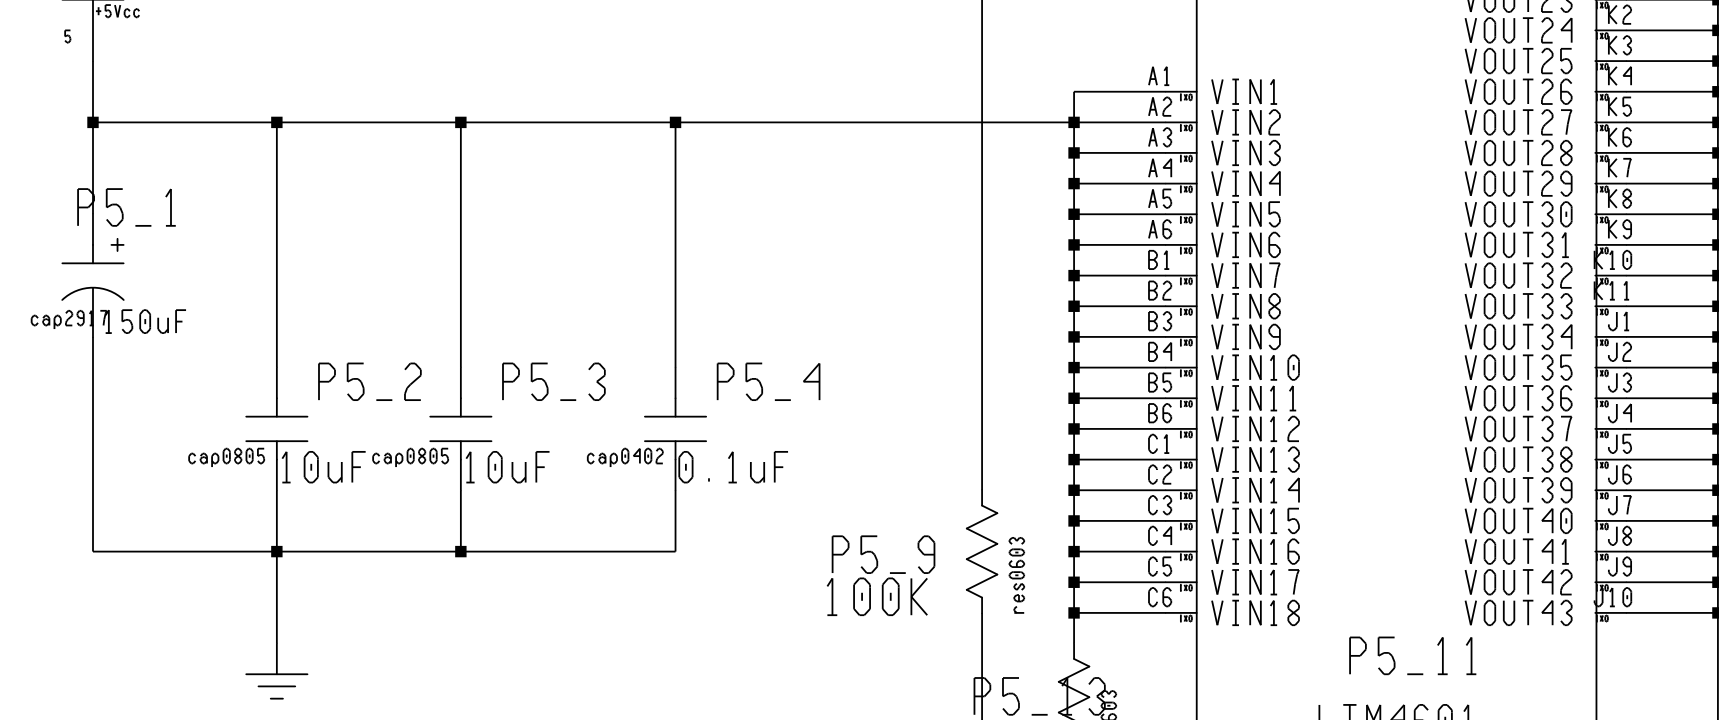 +5Vcc
5
P5_1
+
cap2917
150uF
P5_2
cap0805
10uF
P5_3
cap0805
10uF
P5_4
cap0402
0.1uF
P5_9
100K
res0603
A1 VIN1
A2 VIN2
A3 VIN3
A4 VIN4
A5 VIN5
A6 VIN6
B1 VIN7
B2 VIN8
B3 VIN9
B4 VIN10
B5 VIN11
B6 VIN12
C1 VIN13
C2 VIN14
C3 VIN15
C4 VIN16
C5 VIN17
C6 VIN18
VOUT23
VOUT24 K2
VOUT25 K3
VOUT26 K4
VOUT27 K5
VOUT28 K6
VOUT29 K7
VOUT30 K8
VOUT31 K9
VOUT32 K10
VOUT33 K11
VOUT34 J1
VOUT35 J2
VOUT36 J3
VOUT37 J4
VOUT38 J5
VOUT39 J6
VOUT40 J7
VOUT41 J8
VOUT42 J9
VOUT43 J10
P5_11
LTM4601
P5_13